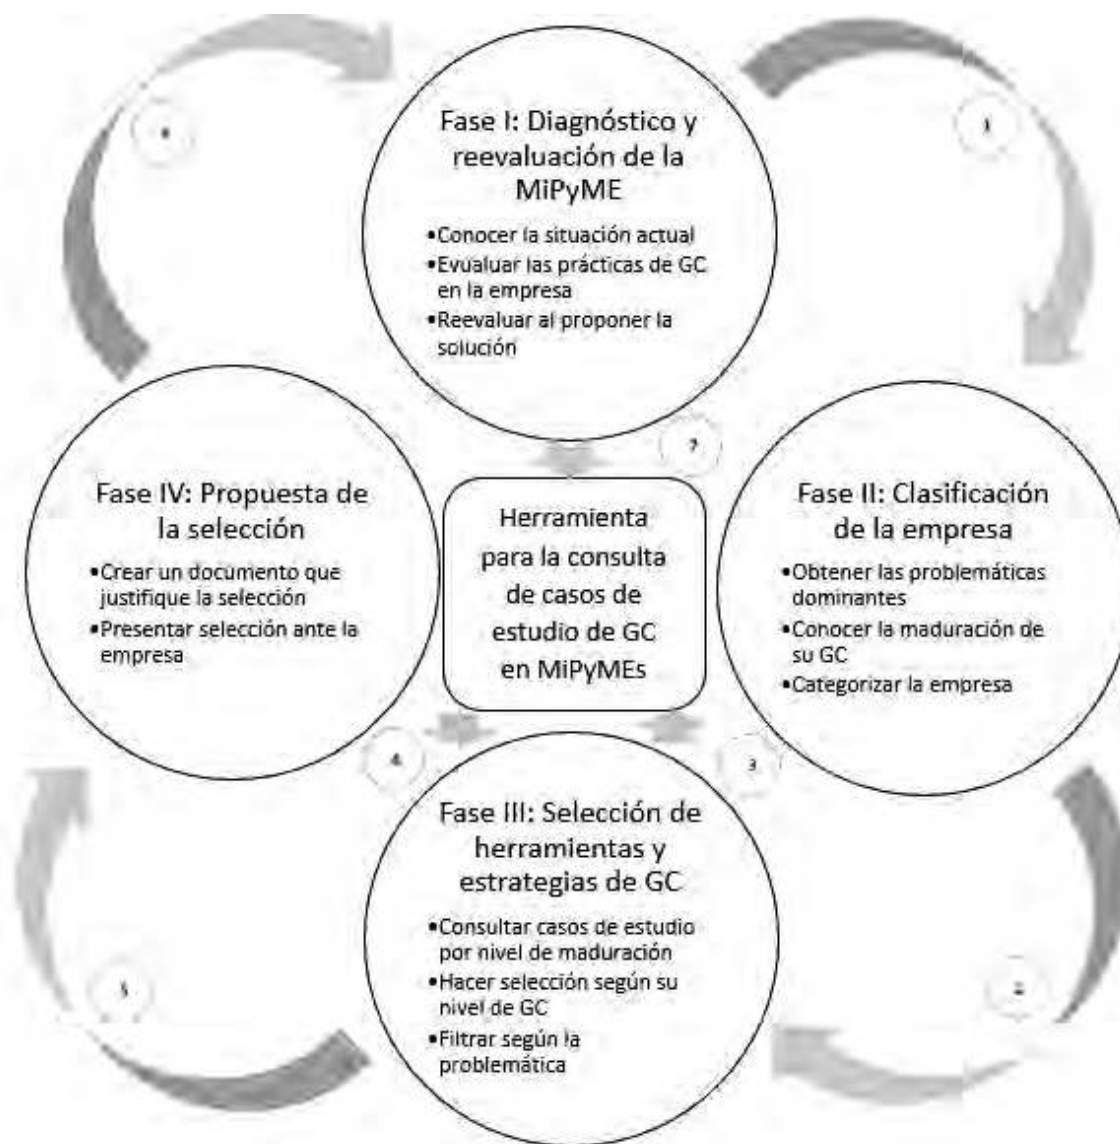 Fase I: Diagnóstico y
reevaluación de la
MiPyME
•Conocer la situación actual
•Evualuar las prácticas de GC
en la empresa
•Reevaluar al proponer la
solución
Fase IV: Propuesta de
la selección
•Crear un documento que
justifique la selección
•Presentar selección ante la
empresa
Herramienta
para la consulta
de casos de
estudio de GC
en MiPyMEs
Fase II: Clasificación
de la empresa
•Obtener las problemáticas
dominantes
•Conocer la maduración de
su GC
•Categorizar la empresa
4
3
Fase III: Selección de
herramientas y
estrategias de GC
•Consultar casos de estudio
por nivel de maduración
•Hacer selección según su
nivel de GC
•Filtrar según la
problemática